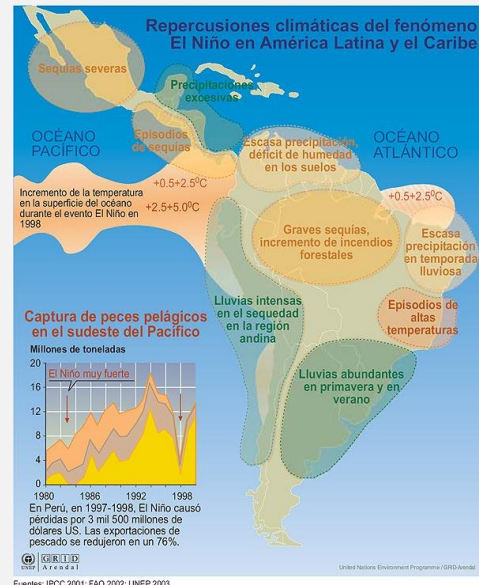 Repercusiones climáticas del fenómeno
El Niño en América Latina y el Caribe
Sequías severas
Precipitaciones
excesivas
OCÉANO
PACÍFICO
Episodios
de sequías
Escasa precipitación,
déficit de humedad
en los suelos
OCÉANO
ATLÁNTICO
+0.5+2.5ºC
Incremento de la temperatura
en la superficie del océano
durante el evento El Niño en
1998
+2.5+5.0ºC
+0.5+2.5ºC
Graves sequías,
incremento de incendios
forestales
Escasa
precipitación
en temporada
lluviosa
Lluvias intensas
en el sequedad
en la región
andina
Episodios de
altas
temperaturas
Captura de peces pelágicos
en el sudeste del Pacífico
Millones de toneladas
20
El Niño muy fuerte
16
12
8
4
0
1980 1986 1992 1998
Lluvias abundantes
en primavera y en
verano
En Perú, en 1997-1998, El Niño causó
pérdidas por 3 mil 500 millones de
dólares US. Las exportaciones de
pescado se redujeron en un 76%.
UNEP
GRID
Arendal
United Nations Environment Programme / GRID-Arendal
Fuentes: IPCC 2001; FAO 2002; UNEP 2003